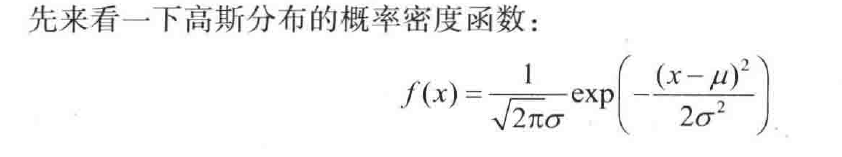 先来看一下高斯分布的概率密度函数：
f(x) = \frac{1}{\sqrt{2\pi}\sigma} \exp\left(-\frac{(x-\mu)^2}{2\sigma^2}\right)